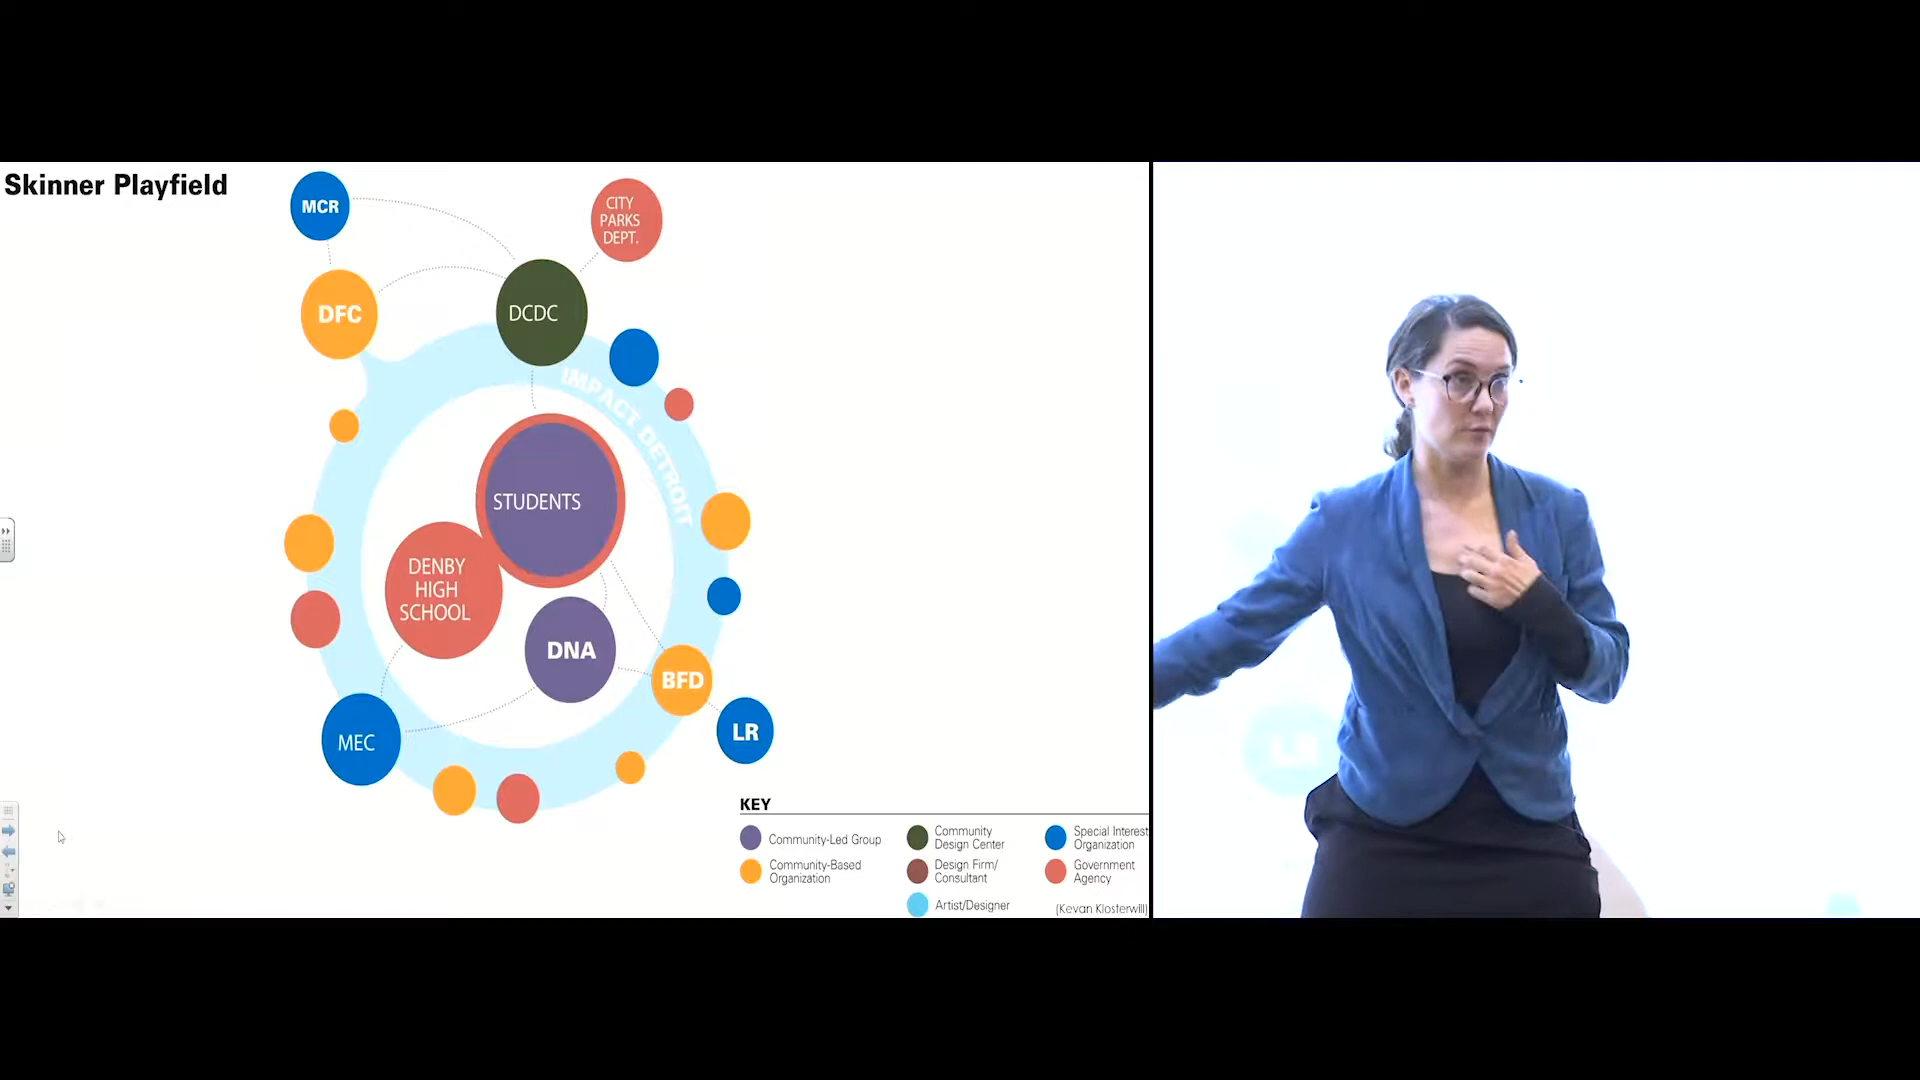 Skinner Playfield
MCR
CITY
PARKS
DEPT.
DFC
DCDC
IMPACT DETROIT
STUDENTS
DENBY
HIGH
SCHOOL
DNA
BFD
MEC
LR
KEY
Community-Led Group
Community-Based
Organization
Community
Design Center
Design Firm/
Consultant
Artist/Designer
Special Interest
Organization
Government
Agency
(Kevan Klosterwill)